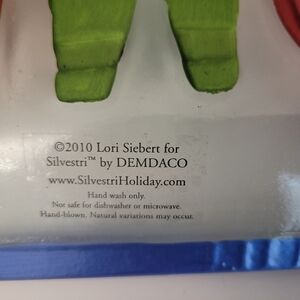 ©2010 Lori Siebert for
Silvestri™ by DEMDACO
www.SilvestriHoliday.com
Hand wash only.
Not safe for dishwasher or microwave.
Hand-blown. Natural variations may occur.